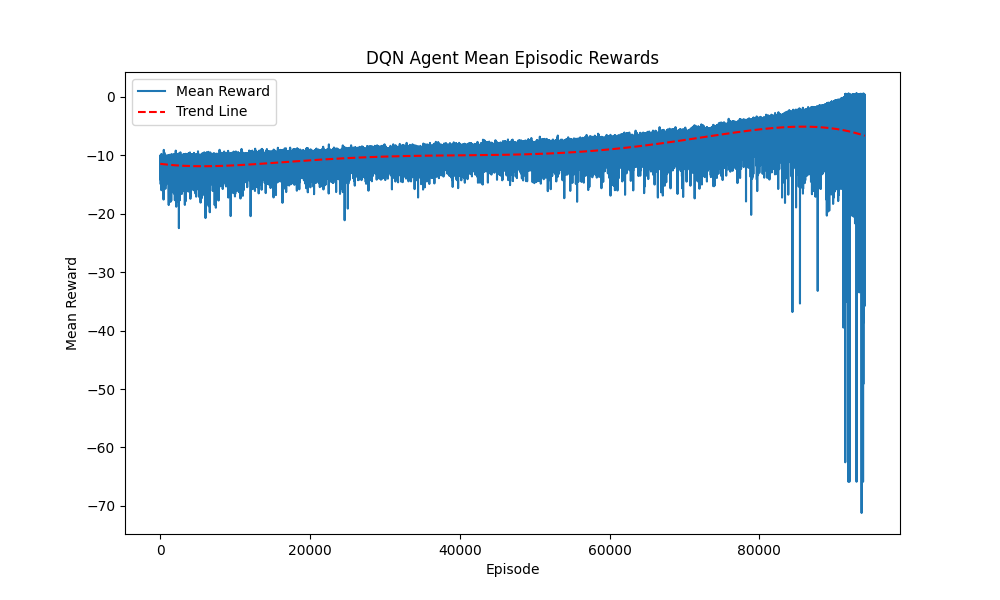 DQN Agent Mean Episodic Rewards
Mean Reward
Trend Line
0
−10
−20
−30
−40
−50
−60
−70
Mean Reward
0
20000
40000
60000
80000
Episode